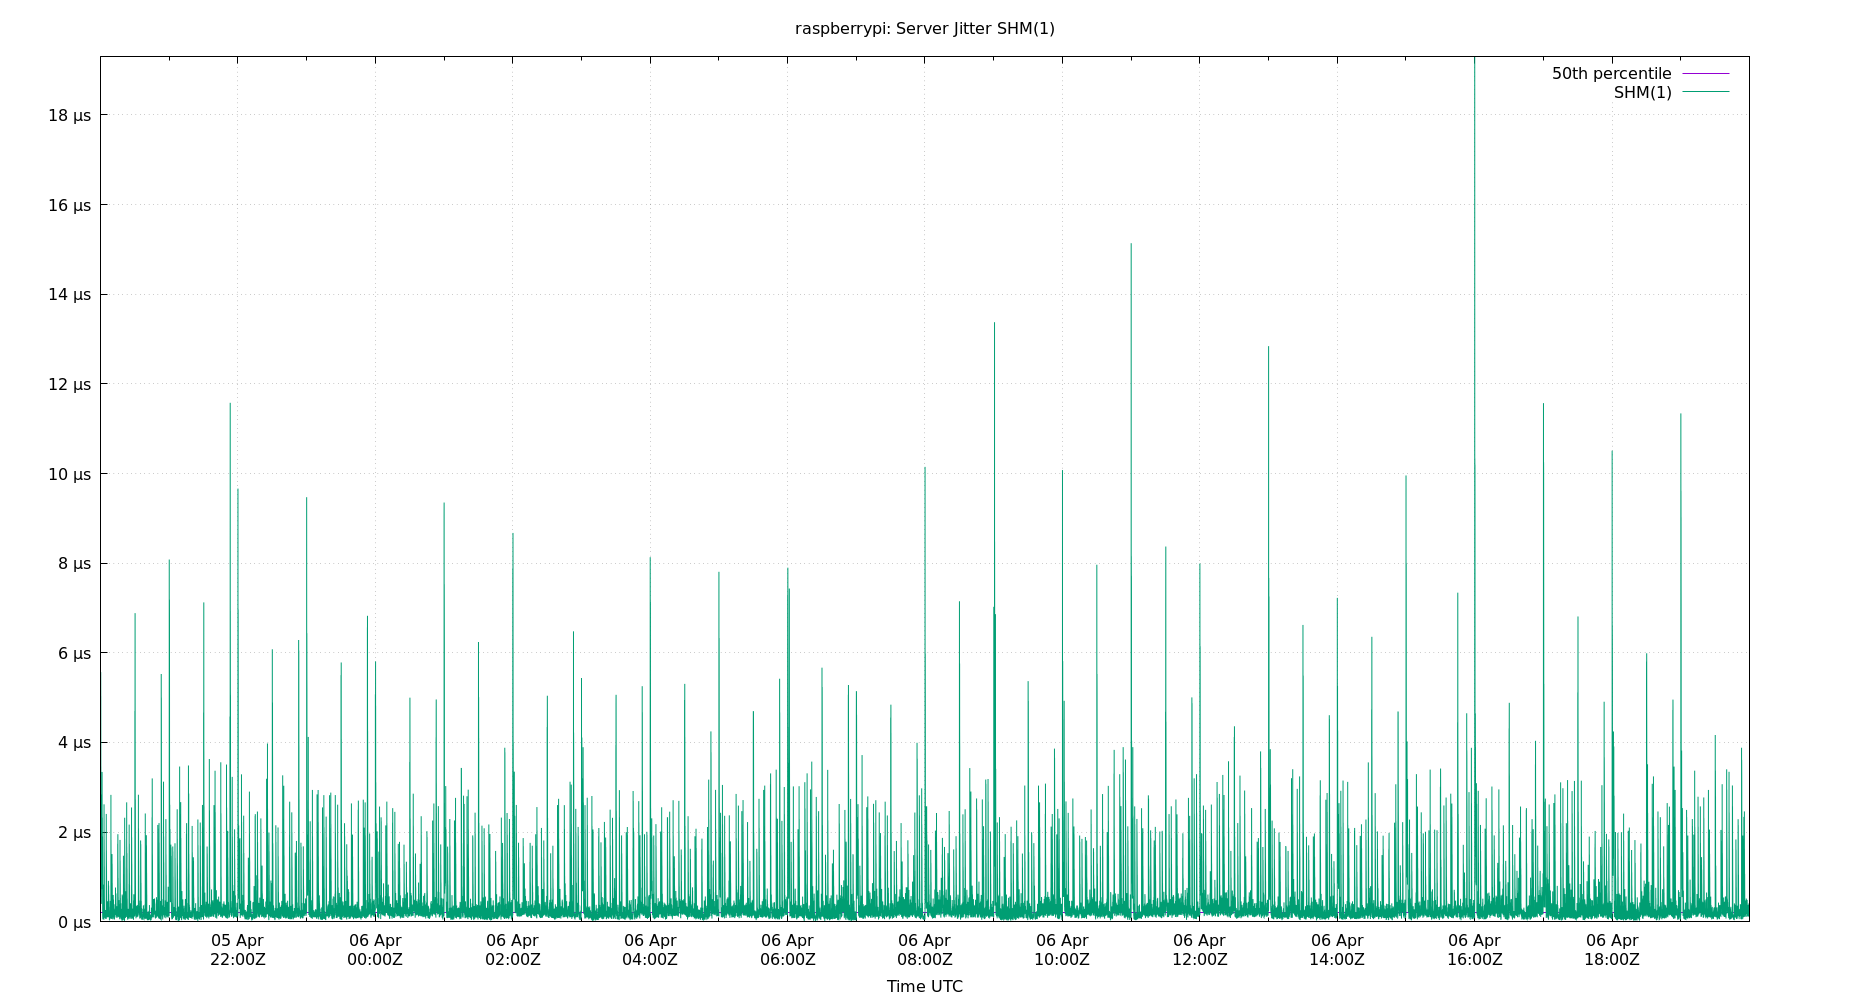 raspberrypi: Server Jitter SHM(1)
50th percentile
SHM(1)
18 µs
16 µs
14 µs
12 µs
10 µs
8 µs
6 µs
4 µs
2 µs
0 µs
05 Apr 06 Apr 06 Apr 06 Apr 06 Apr 06 Apr 06 Apr 06 Apr 06 Apr 06 Apr 06 Apr
22:00Z 00:00Z 02:00Z 04:00Z 06:00Z 08:00Z 10:00Z 12:00Z 14:00Z 16:00Z 18:00Z
Time UTC